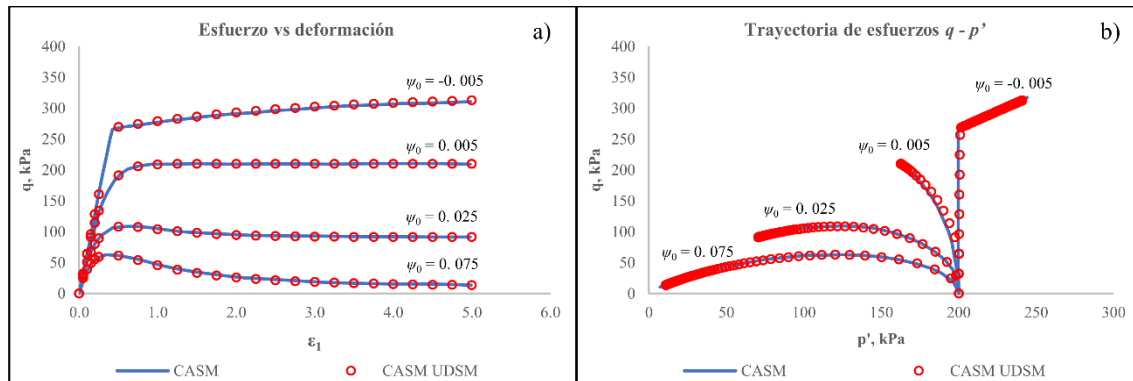 Esfuerzo vs deformación
a)
400
350
300
250
200
150
100
50
0
q, kPa
ψ0 = -0. 005
ψ0 = 0. 005
ψ0 = 0. 025
ψ0 = 0. 075
0.0 1.0 2.0 3.0 4.0 5.0 6.0
ε1
CASM CASM UDSM
Trayectoria de esfuerzos q - p'
b)
400
350
300
250
200
150
100
50
0
q, kPa
ψ0 = -0. 005
ψ0 = 0. 005
ψ0 = 0. 025
ψ0 = 0. 075
0 50 100 150 200 250 300
p', kPa
CASM CASM UDSM